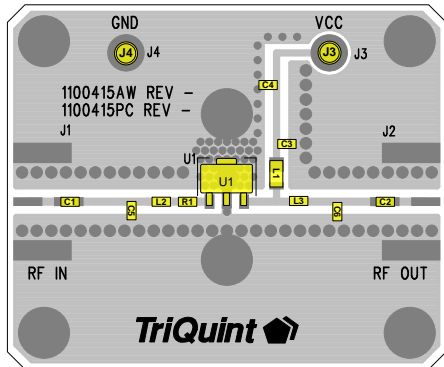 GND
VCC
J4
J4
J3
J3
C4
1100415AW REV -
1100415PC REV -
J1
J2
C3
U1
U1
L1
C1
C5
L2
R1
L3
C6
C2
RF IN
RF OUT
TriQuint